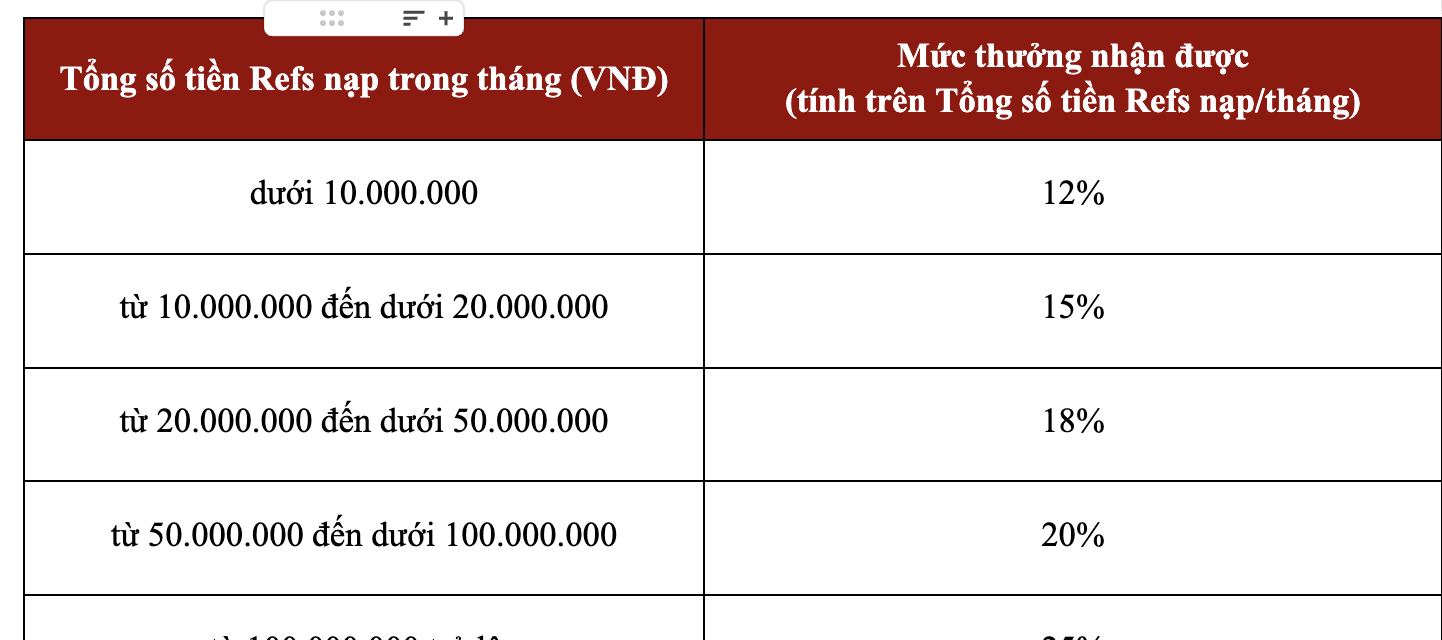 Tổng số tiền Refs nạp trong tháng (VNĐ)
Mức thưởng nhận được
(tính trên Tổng số tiền Refs nạp/tháng)
dưới 10.000.000
12%
từ 10.000.000 đến dưới 20.000.000
15%
từ 20.000.000 đến dưới 50.000.000
18%
từ 50.000.000 đến dưới 100.000.000
20%